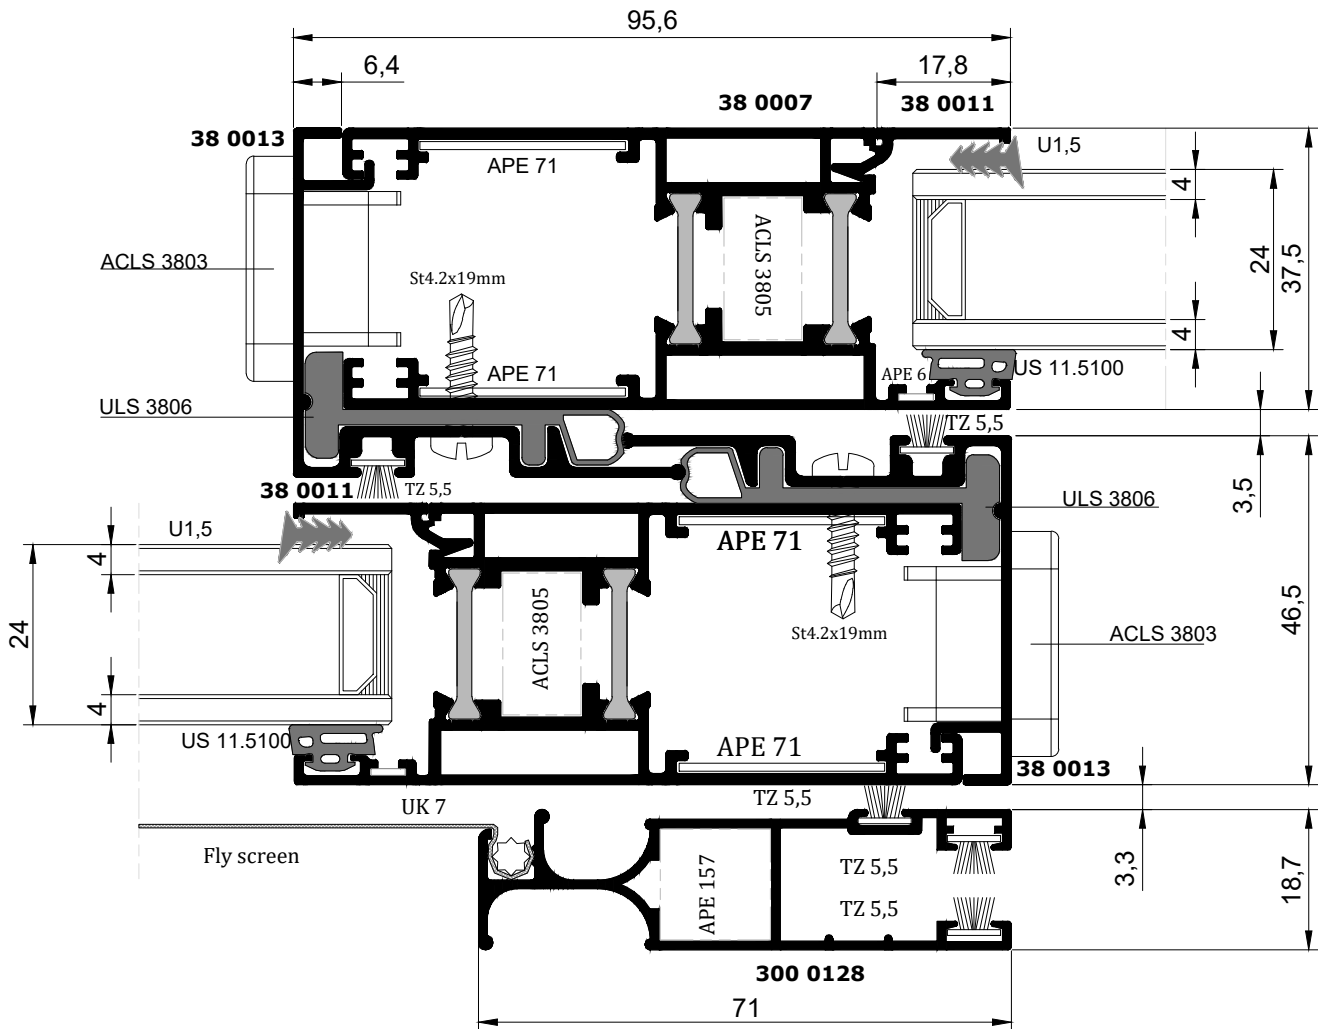 95,6
6,4
17,8
38 0007
38 0011
38 0013
U1,5
APE 71
4
ACLS 3805
24
37,5
ACLS 3803
St4.2x19mm
4
APE 71
APE 6
US 11.5100
ULS 3806
TZ 5,5
38 0011
TZ 5,5
3,5
ULS 3806
U1,5
APE 71
4
24
ACLS 3805
St4.2x19mm
ACLS 3803
46,5
4
US 11.5100
APE 71
38 0013
UK 7
TZ 5,5
Fly screen
APE 157
TZ 5,5
TZ 5,5
3,3
18,7
300 0128
71